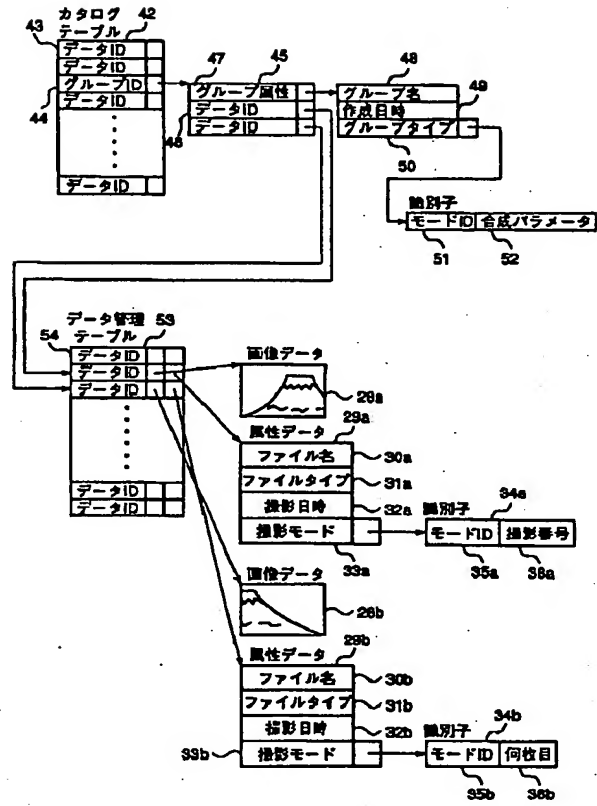 カタログ
テーブル
42
43
データID
データID
グループID
44
データID
データID
47
45
グループ属性
データID
46
データID
48
グループ名
49
作成日時
グループタイプ
50
識別子
モードID 合成パラメータ
51 52
データ管理
テーブル
53
54
データID
データID
データID
データID
データID
画像データ
28a
29a
属性データ
ファイル名 30a
ファイルタイプ 31a
撮影日時 32a
撮影モード
33a
34a
識別子
モードID 撮影番号
35a 36a
画像データ
28b
29b
属性データ
ファイル名 30b
ファイルタイプ 31b
撮影日時 32b
33b 撮影モード
34b
識別子
モードID 何枚目
35b 36b